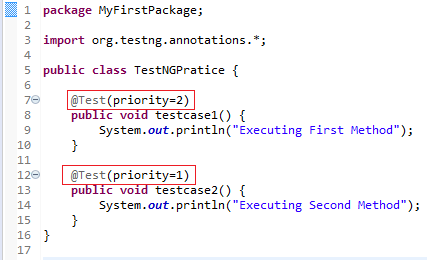 1 package MyFirstPackage;
2
3 import org.testng.annotations.*;
4
5 public class TestNGPratice {
6
7 @Test(priority=2)
8 public void testcase1() {
9 System.out.println("Executing First Method");
10 }
11
12 @Test(priority=1)
13 public void testcase2() {
14 System.out.println("Executing Second Method");
15 }
16 }
17